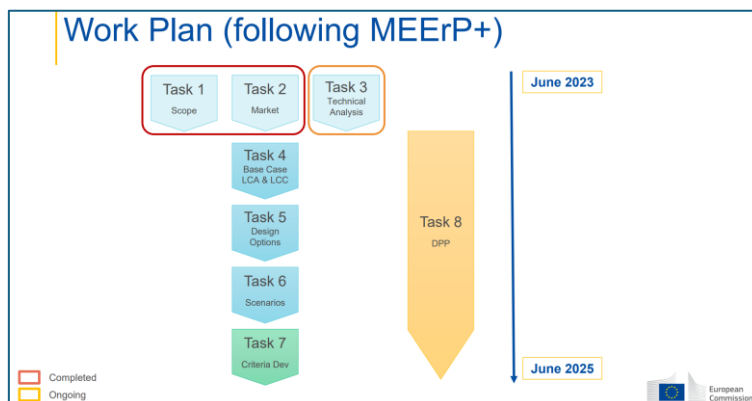 Work Plan (following MEErP+)
Task 1
Scope
Task 2
Market
Task 3
Technical
Analysis
June 2023
Task 4
Base Case
LCA & LCC
Task 5
Design
Options
Task 8
DPP
Task 6
Scenarios
Task 7
Criteria Dev
June 2025
Completed
Ongoing
European
Commission